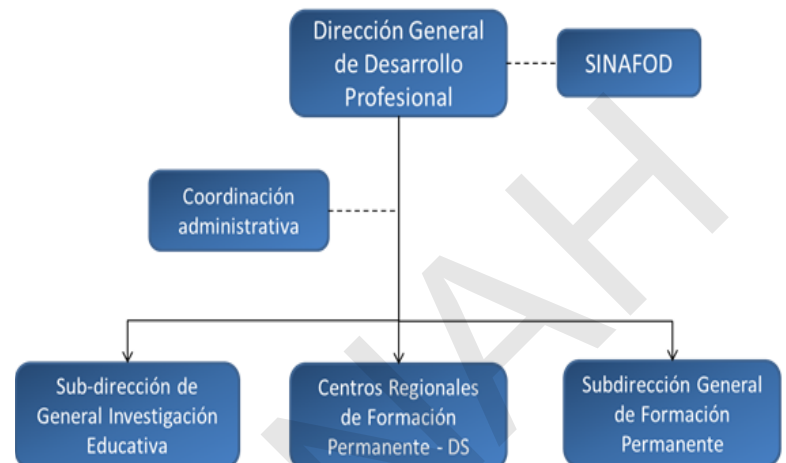 Dirección General
de Desarrollo
Profesional
SINAFOD
Coordinación
administrativa
Sub-dirección de
General Investigación
Educativa
Centros Regionales
de Formación
Permanente - DS
Subdirección General
de Formación
Permanente